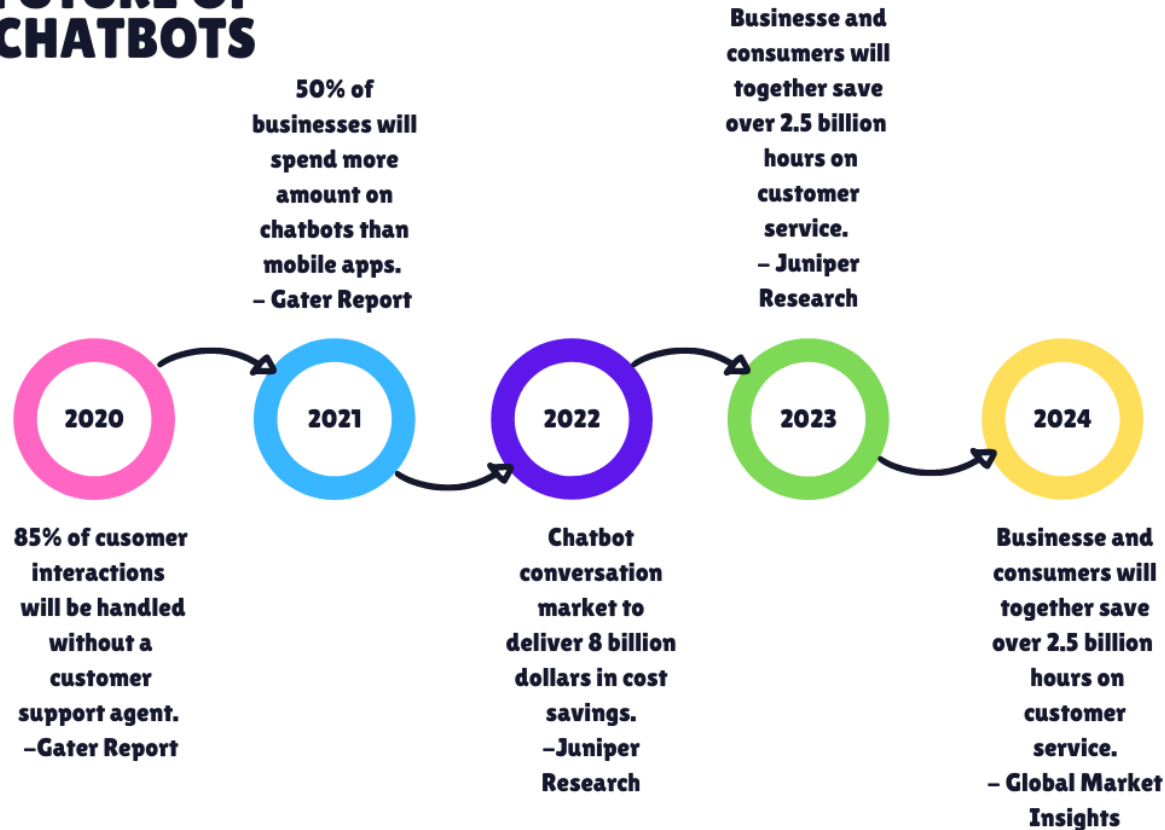 FUTURE OF
CHATBOTS
50% of
businesses will
spend more
amount on
chatbots than
mobile apps.
– Gater Report
Businesse and
consumers will
together save
over 2.5 billion
hours on
customer
service.
– Juniper
Research
2020
2021
2022
2023
2024
85% of cusomer
interactions
will be handled
without a
customer
support agent.
–Gater Report
Chatbot
conversation
market to
deliver 8 billion
dollars in cost
savings.
–Juniper
Research
Businesse and
consumers will
together save
over 2.5 billion
hours on
customer
service.
– Global Market
Insights